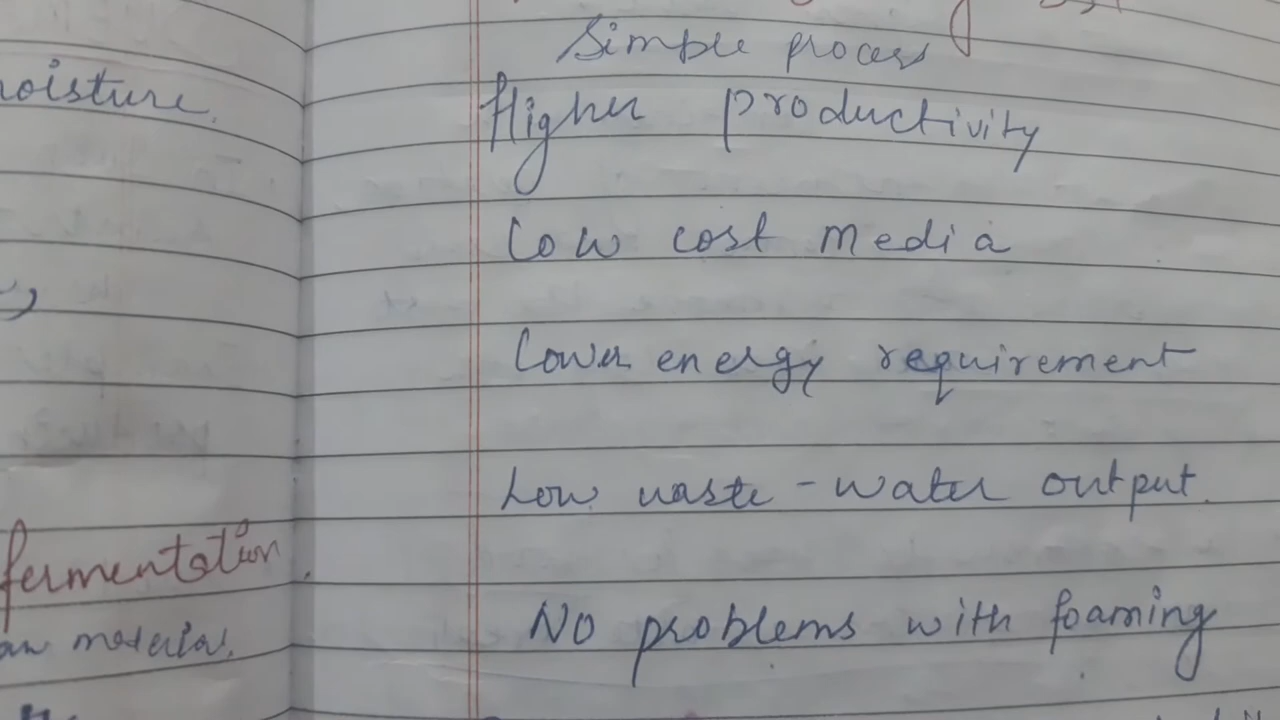 moisture.
fermentation.
material.
Simple process
Higher productivity
Low cost media
Lower energy requirement
Low waste-water output.
No problems with foaming